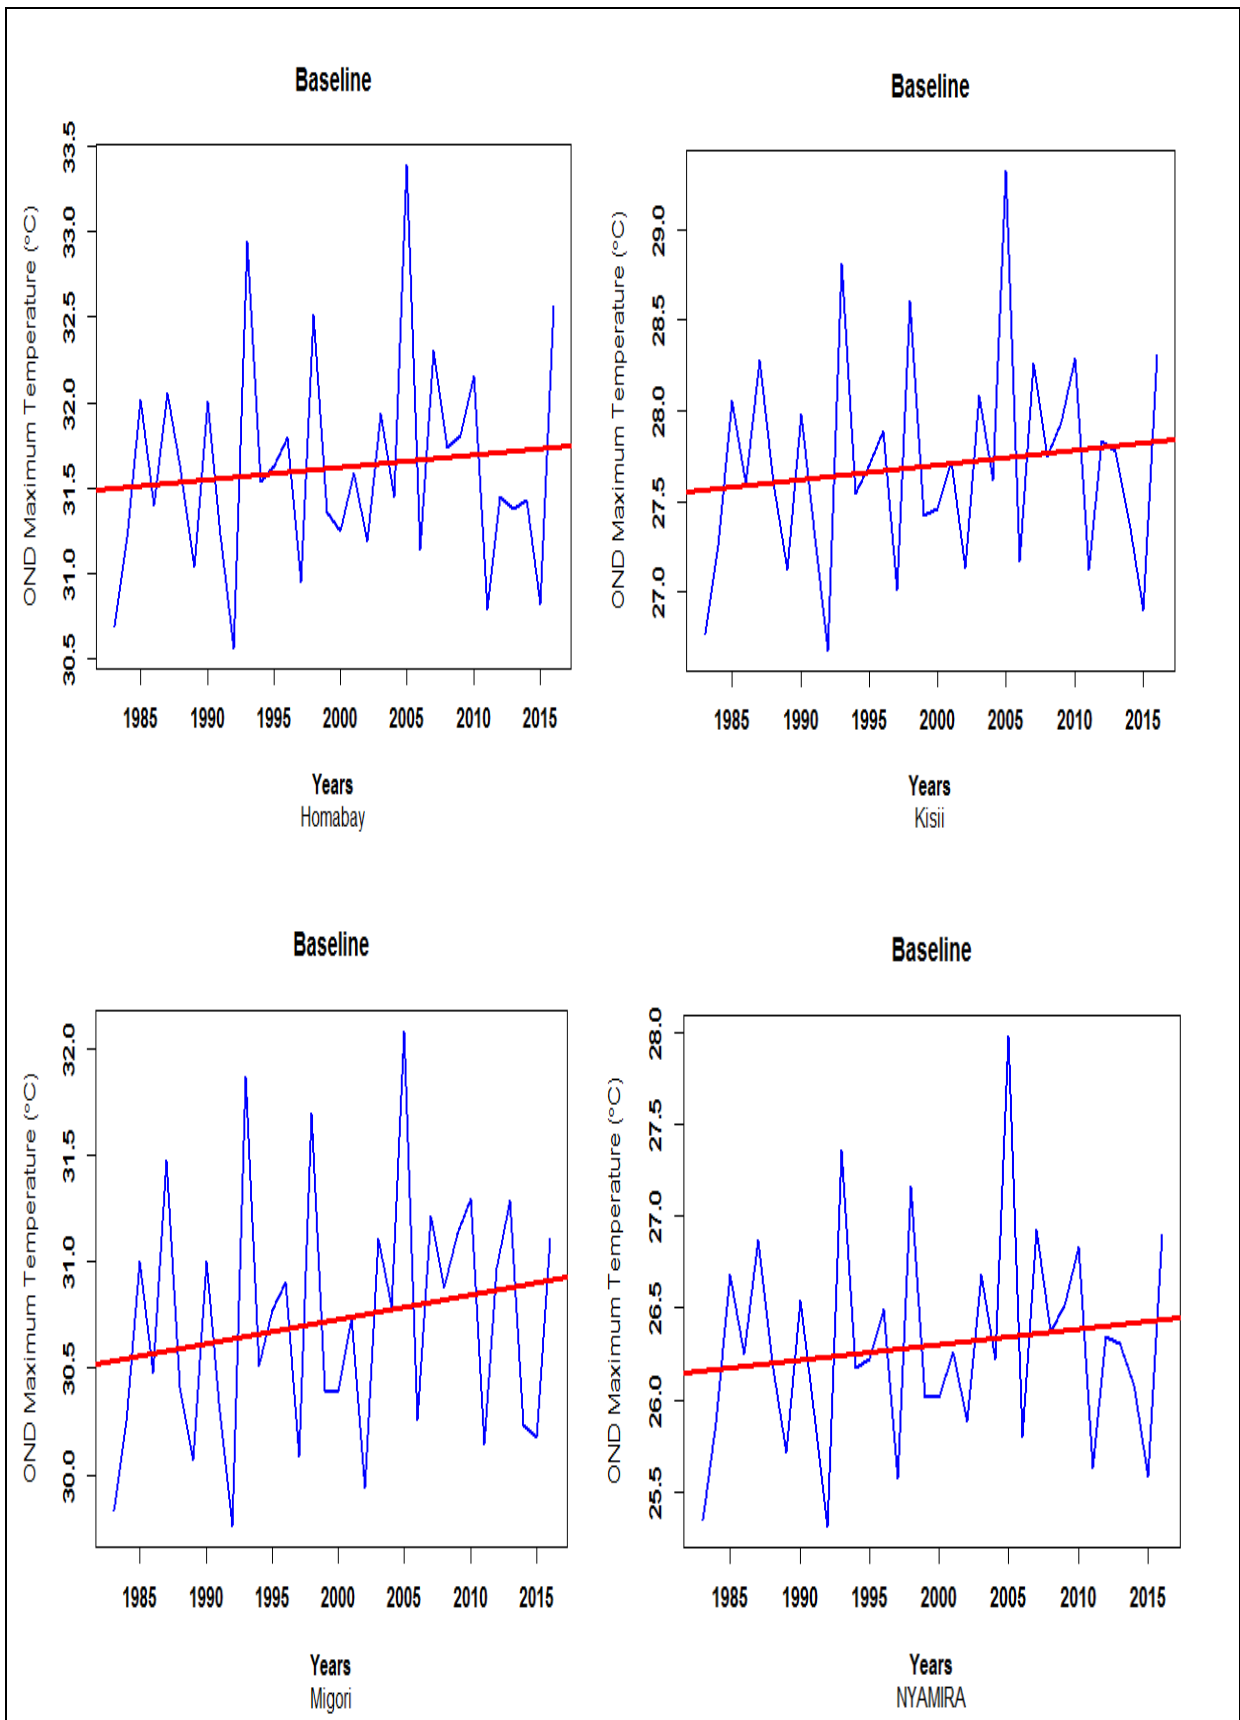 Baseline
OND Maximum Temperature (°C)
33.5
33.0
32.5
32.0
31.5
31.0
30.5
1985 1990 1995 2000 2005 2010 2015
Years
Homabay
Baseline
OND Maximum Temperature (°C)
29.0
28.5
28.0
27.5
27.0
1985 1990 1995 2000 2005 2010 2015
Years
Kisii
Baseline
OND Maximum Temperature (°C)
32.0
31.5
31.0
30.5
30.0
1985 1990 1995 2000 2005 2010 2015
Years
Migori
Baseline
OND Maximum Temperature (°C)
28.0
27.5
27.0
26.5
26.0
25.5
1985 1990 1995 2000 2005 2010 2015
Years
NYAMIRA